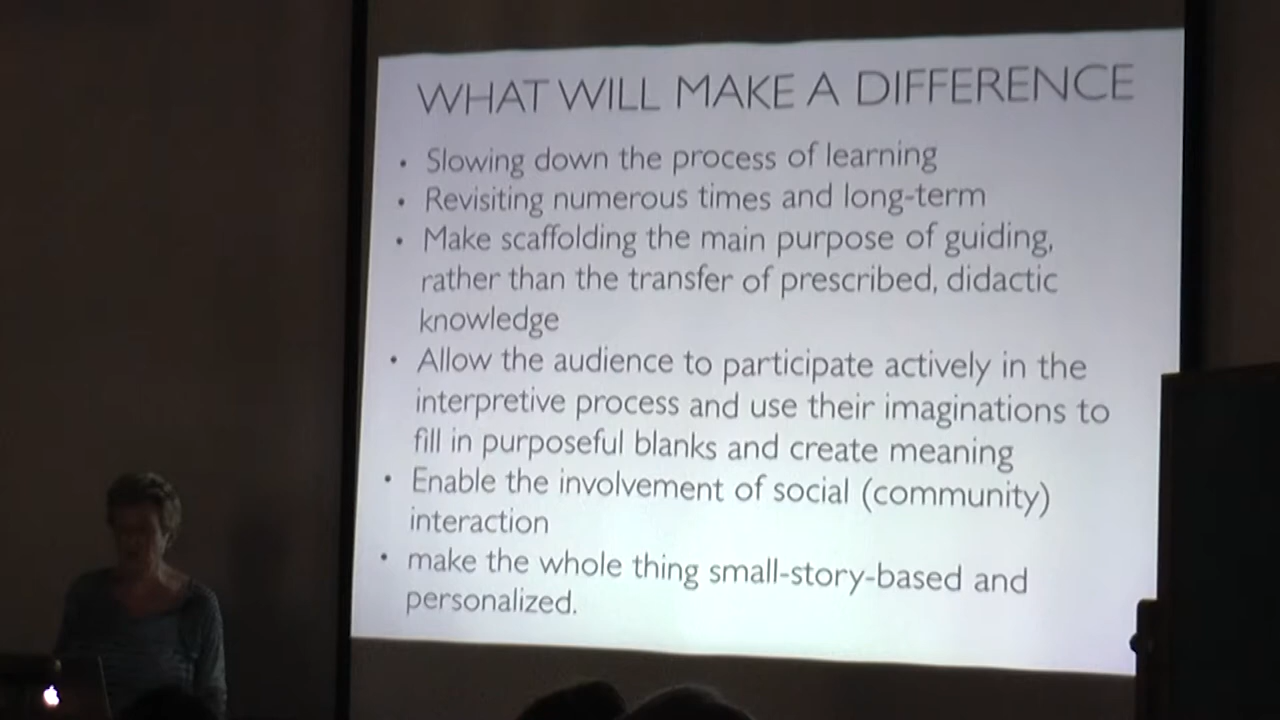 WHAT WILL MAKE A DIFFERENCE
• Slowing down the process of learning
• Revisiting numerous times and long-term
• Make scaffolding the main purpose of guiding,
rather than the transfer of prescribed, didactic
knowledge
• Allow the audience to participate actively in the
interpretive process and use their imaginations to
fill in purposeful blanks and create meaning
• Enable the involvement of social (community)
interaction
• make the whole thing small-story-based and
personalized.